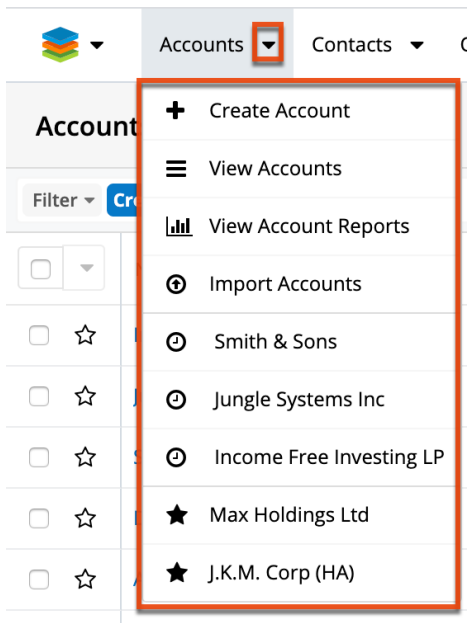 Accounts
Contacts
Account
Create Account
View Accounts
Filter
Cr
View Account Reports
Import Accounts
Smith & Sons
Jungle Systems Inc
Income Free Investing LP
Max Holdings Ltd
J.K.M. Corp (HA)